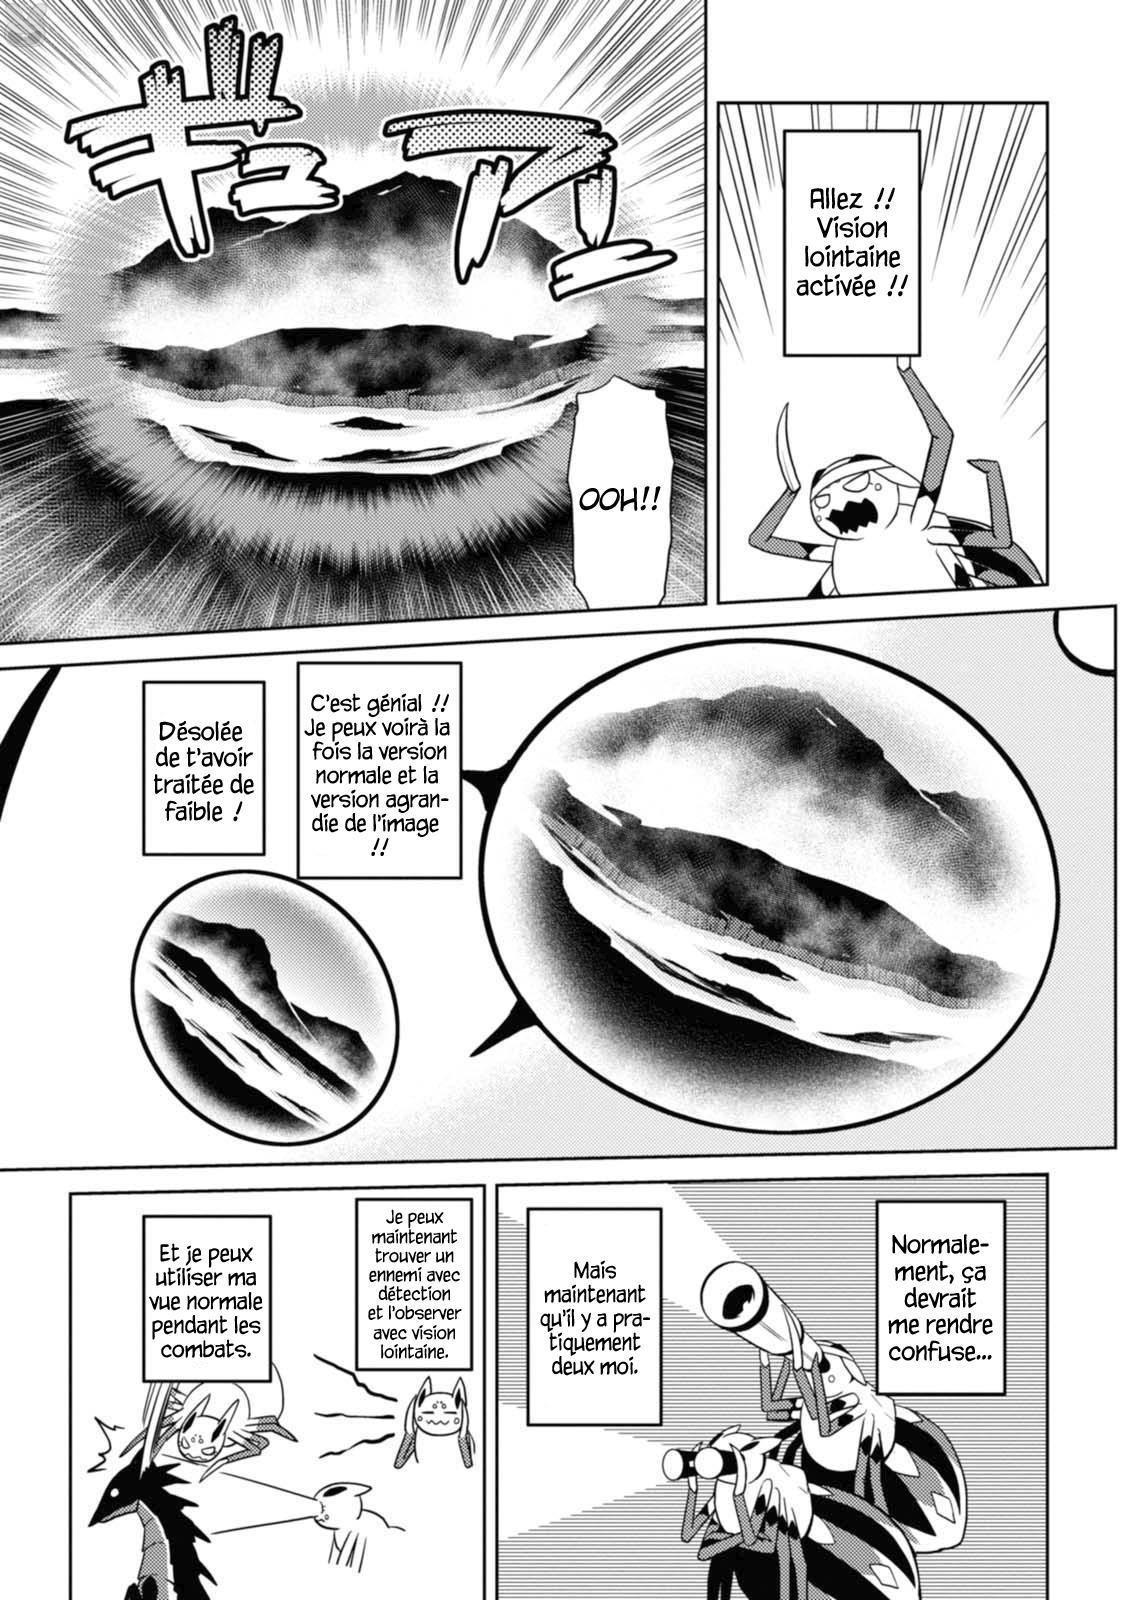 Allez !!
Vision
lointaine
activée !!
ギュアン
OOH!!
C'est génial !!
Je peux voirà la
fois la version
normale et la
version agran-
die de l'image
!!
Désolée
de t'avoir
traitée de
faible !
Normale-
ment, ça
devrait
me rendre
confuse...
Mais
maintenant
qu'il y a pra-
tiquement
deux moi.
Je peux
maintenant
trouver un
ennemi avec
détection
et l'observer
avec vision
lointaine.
Et je peux
utiliser ma
vue normale
pendant les
combats.